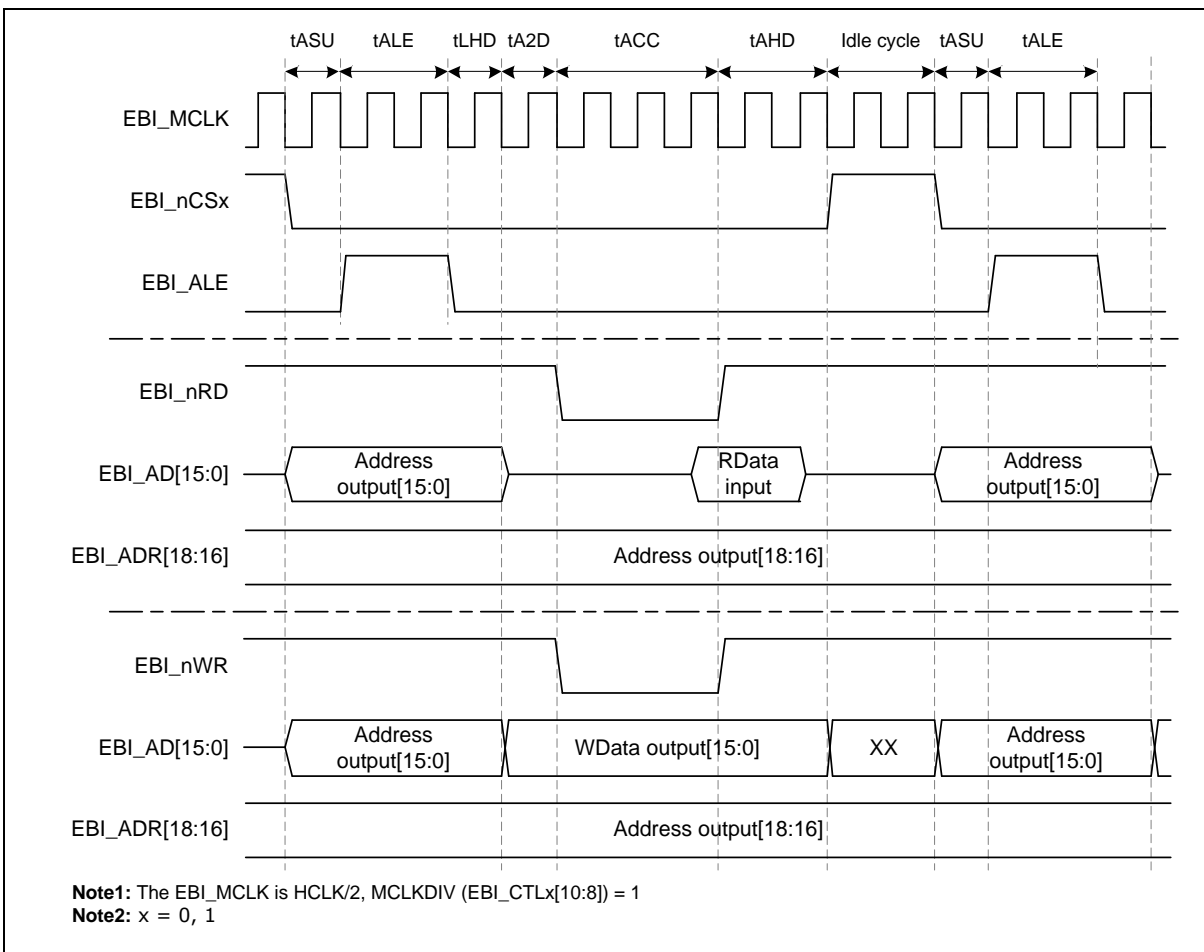 tASU tALE tLHD tA2D tACC tAHD Idle cycle tASU tALE
EBI_MCLK
EBI_nCSx
EBI_ALE
EBI_nRD
EBI_AD[15:0]
Address
output[15:0]
RData
input
Address
output[15:0]
EBI_ADR[18:16]
Address output[18:16]
EBI_nWR
EBI_AD[15:0]
Address
output[15:0]
WData output[15:0]
XX
Address
output[15:0]
EBI_ADR[18:16]
Address output[18:16]
Note1: The EBI_MCLK is HCLK/2, MCLKDIV (EBI_CTLx[10:8]) = 1
Note2: x = 0, 1